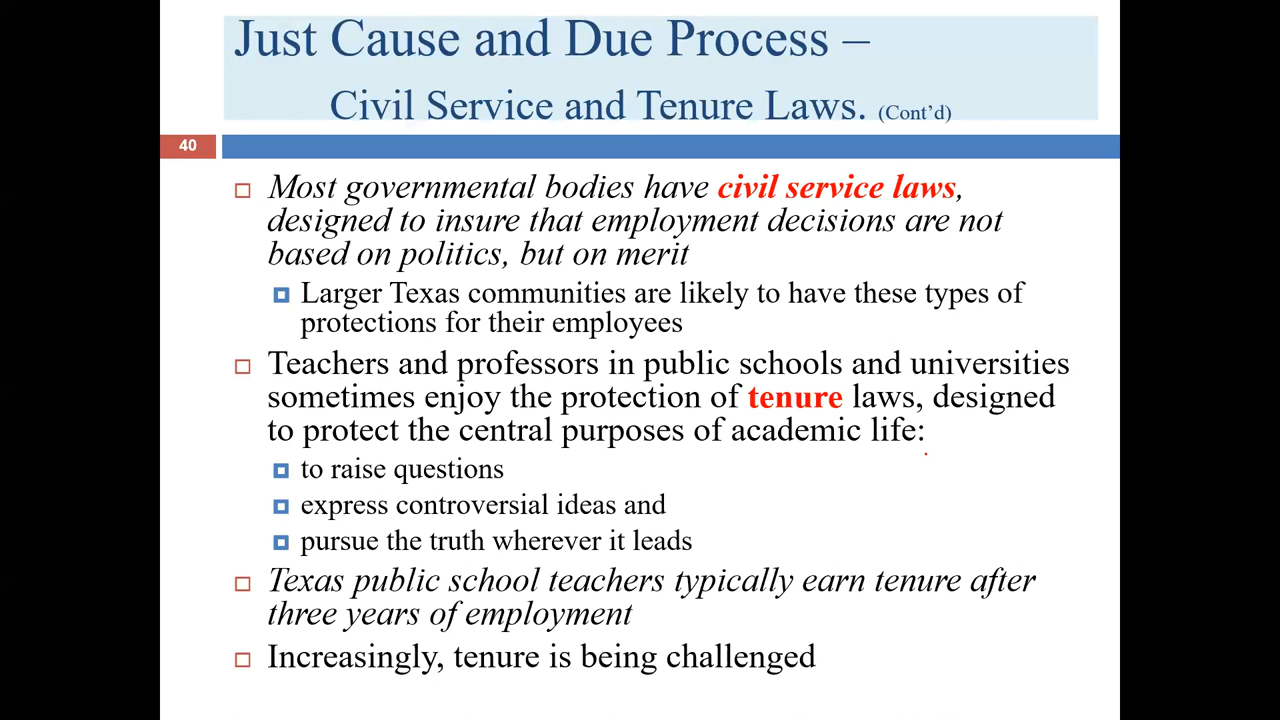 Just Cause and Due Process –
Civil Service and Tenure Laws. (Cont’d)
40
Most governmental bodies have civil service laws,
designed to insure that employment decisions are not
based on politics, but on merit
Larger Texas communities are likely to have these types of
protections for their employees
Teachers and professors in public schools and universities
sometimes enjoy the protection of tenure laws, designed
to protect the central purposes of academic life:
to raise questions
express controversial ideas and
pursue the truth wherever it leads
Texas public school teachers typically earn tenure after
three years of employment
Increasingly, tenure is being challenged